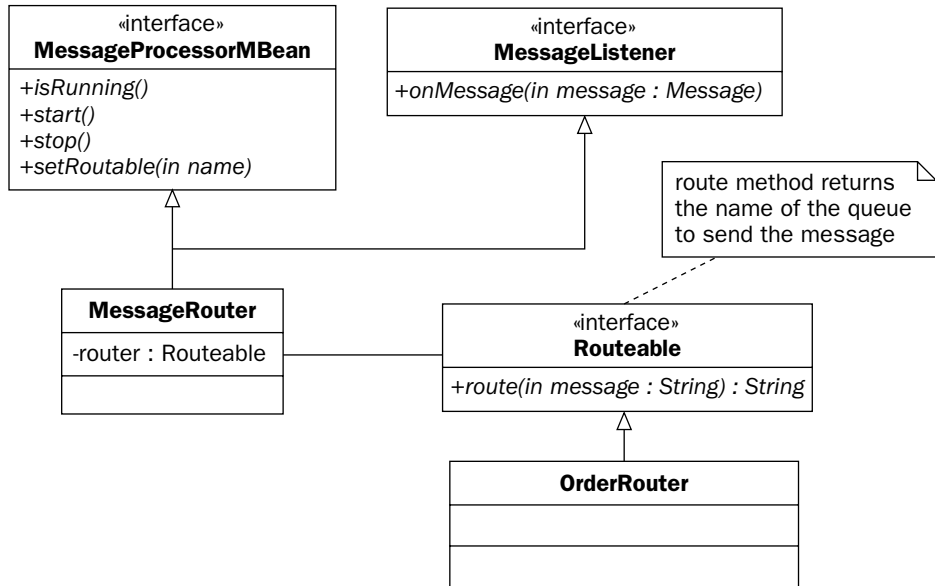 «interface»
MessageProcessorMBean
+isRunning()
+start()
+stop()
+setRoutable(in name)
«interface»
MessageListener
+onMessage(in message : Message)
route method returns
the name of the queue
to send the message
MessageRouter
-router : Routeable
«interface»
Routeable
+route(in message : String) : String
OrderRouter